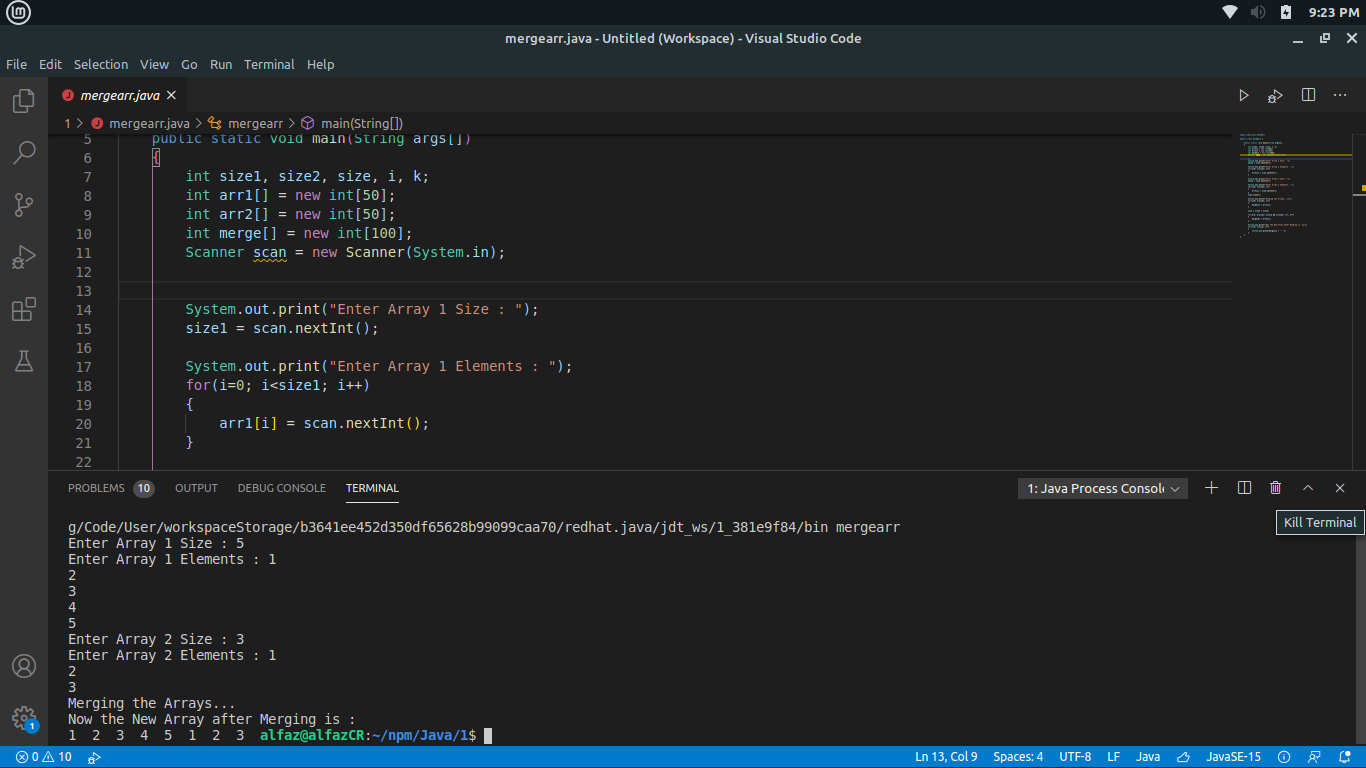 9:23 PM
mergearr.java - Untitled (Workspace) - Visual Studio Code
File Edit Selection View Go Run Terminal Help
J mergearr.java
1 > J mergearr.java > mergearr > main(String[])
5 public static void main(String args[])
6 {
7 int size1, size2, size, i, k;
8 int arr1[] = new int[50];
9 int arr2[] = new int[50];
10 int merge[] = new int[100];
11 Scanner scan = new Scanner(System.in);
12
13
14 System.out.print("Enter Array 1 Size : ");
15 size1 = scan.nextInt();
16
17 System.out.print("Enter Array 1 Elements : ");
18 for(i=0; i<size1; i++)
19 {
20 arr1[i] = scan.nextInt();
21 }
22
PROBLEMS 10 OUTPUT DEBUG CONSOLE TERMINAL 1: Java Process Consol
Kill Terminal
g/Code/User/workspaceStorage/b3641ee452d350df65628b99099caa70/redhat.java/jdt_ws/1_381e9f84/bin mergearr
Enter Array 1 Size : 5
Enter Array 1 Elements : 1
2
3
4
5
Enter Array 2 Size : 3
Enter Array 2 Elements : 1
2
3
Merging the Arrays...
Now the New Array after Merging is :
1 2 3 4 5 1 2 3 alfaz@alfazCR:~/npm/Java/1$
1
0 10 Ln 13, Col 9 Spaces: 4 UTF-8 LF Java JavaSE-15